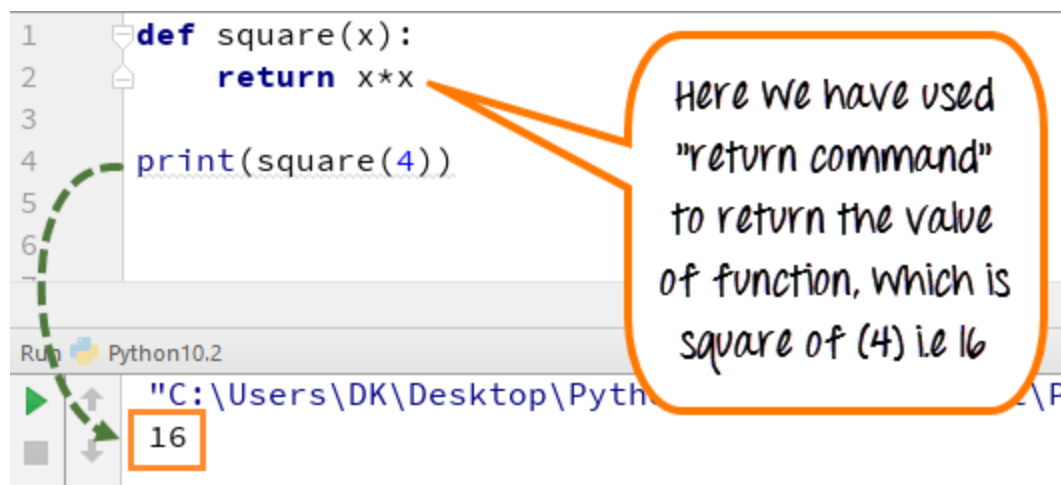 1 def square(x):
2 return x*x
3
4 print(square(4))
5
6
Here we have used
"return command"
to return the value
of function, which is
square of (4) i.e 16
Run Python10.2
"C:\Users\DK\Desktop\Pyth
16